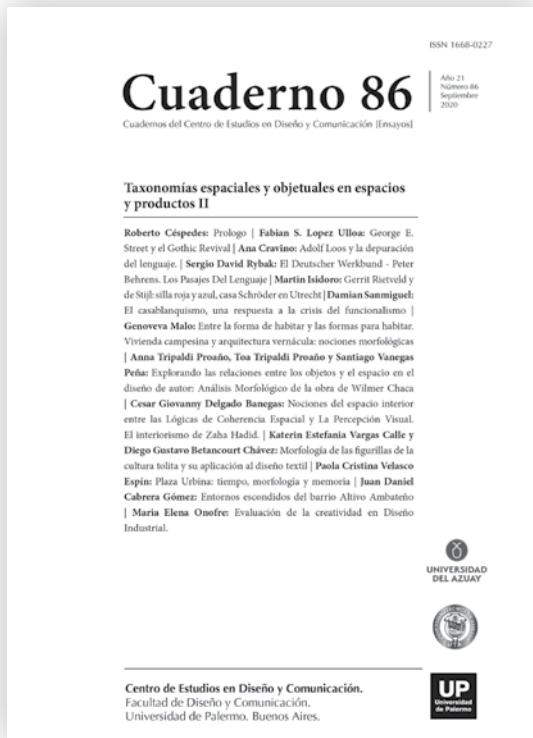 ISSN 1668-0227
Cuaderno 86
Año 21
Número 86
Septiembre
2020
Cuadernos del Centro de Estudios en Diseño y Comunicación [Ensayos]
Taxonomías espaciales y objetuales en espacios
y productos II
Roberto Céspedes: Prologo | Fabian S. Lopez Ulloa: George E.
Street y el Gothic Revival | Ana Cravino: Adolf Loos y la depuración
del lenguaje. | Sergio David Rybak: El Deutscher Werkbund - Peter
Behrens. Los Pasajes Del Lenguaje | Martin Isidoro: Gerrit Rietveld y
de Stijl: silla roja y azul, casa Schröder en Utrecht | Damian Sanmiguel:
El casablanquismo, una respuesta a la crisis del funcionalismo |
Genoveva Malo: Entre la forma de habitar y las formas para habitar.
Vivienda campesina y arquitectura vernácula: nociones morfológicas
| Anna Tripaldi Proaño, Toa Tripaldi Proaño y Santiago Vanegas
Peña: Explorando las relaciones entre los objetos y el espacio en el
diseño de autor: Análisis Morfológico de la obra de Wilmer Chaca
| Cesar Giovanny Delgado Banegas: Nociones del espacio interior
entre las Lógicas de Coherencia Espacial y La Percepción Visual.
El interiorismo de Zaha Hadid. | Katerin Estefania Vargas Calle y
Diego Gustavo Betancourt Chávez: Morfología de las figurillas de la
cultura tolita y su aplicación al diseño textil | Paola Cristina Velasco
Espín: Plaza Urbina: tiempo, morfología y memoria | Juan Daniel
Cabrera Gómez: Entornos escondidos del barrio Altivo Ambateño
| Maria Elena Onofre: Evaluación de la creatividad en Diseño
Industrial.
UNIVERSIDAD
DEL AZUAY
Centro de Estudios en Diseño y Comunicación.
Facultad de Diseño y Comunicación.
Universidad de Palermo. Buenos Aires.
UP
Universidad
de Palermo